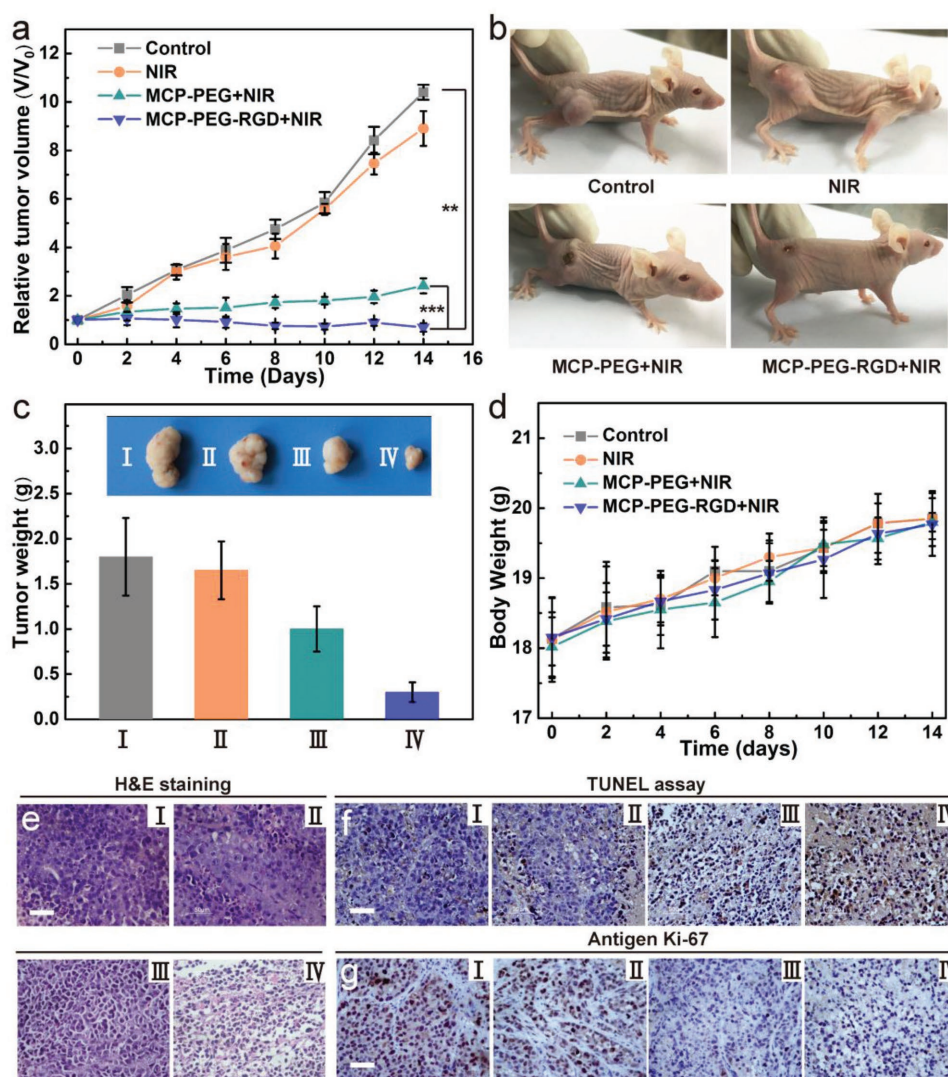 a
Relative tumor volume (V/V₀)
12
10
8
6
4
2
0
Control
NIR
MCP-PEG+NIR
MCP-PEG-RGD+NIR
**
***
0 2 4 6 8 10 12 14 16
Time (Days)
b
Control NIR
MCP-PEG+NIR MCP-PEG-RGD+NIR
c
Tumor weight (g)
3.0
2.5
2.0
1.5
1.0
0.5
0.0
I II III IV
I II III IV
d
Body Weight (g)
21
20
19
18
17
Control
NIR
MCP-PEG+NIR
MCP-PEG-RGD+NIR
0 2 4 6 8 10 12 14
Time (days)
H&E staining
e I II
III IV
TUNEL assay
f I II III IV
Antigen Ki-67
g I II III IV